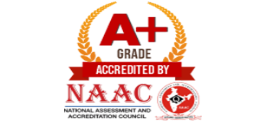 A+
GRADE
ACCREDITED BY
NAAC
NATIONAL ASSESSMENT AND
ACCREDITATION COUNCIL